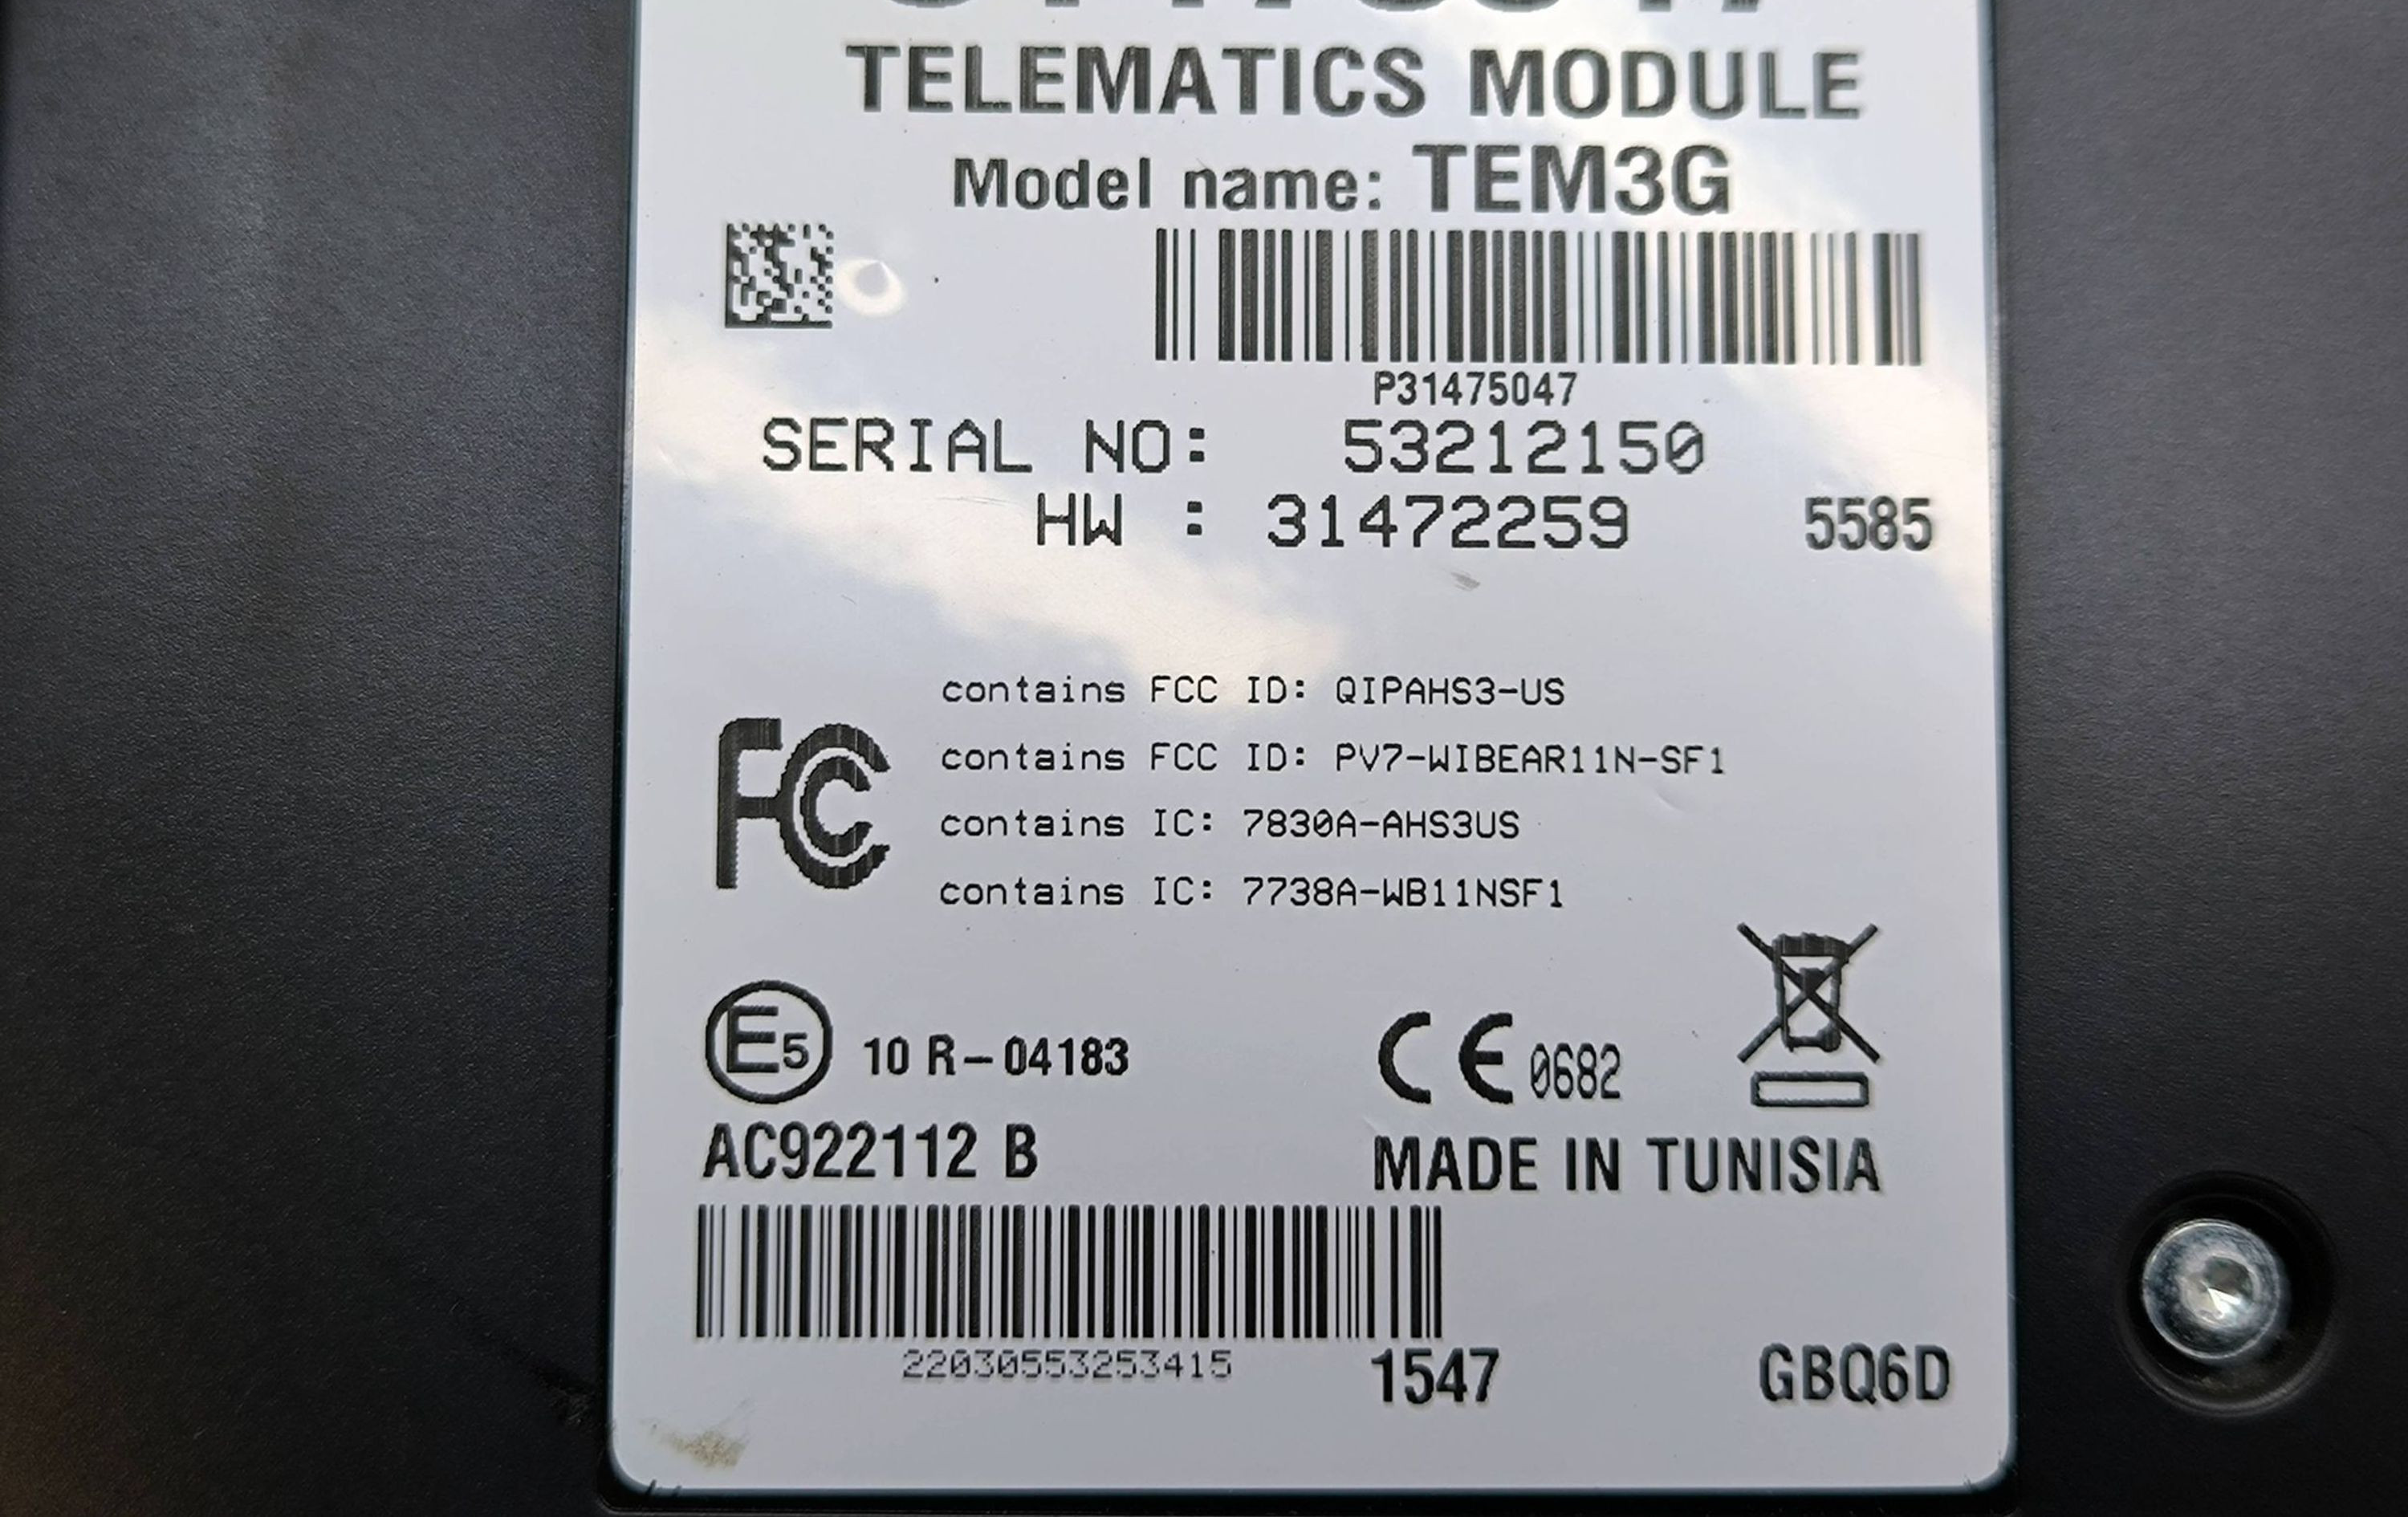 TELEMATICS MODULE
Model name: TEM3G
P31475047
SERIAL NO: 53212150
HW : 31472259 5585
contains FCC ID: QIPAHS3-US
contains FCC ID: PV7-WIBEAR11N-SF1
contains IC: 7830A-AHS3US
contains IC: 7738A-WB11NSF1
FC
E5 10 R-04183
CE 0682
AC922112 B
MADE IN TUNISIA
22030553253415
1547
GBQ6D